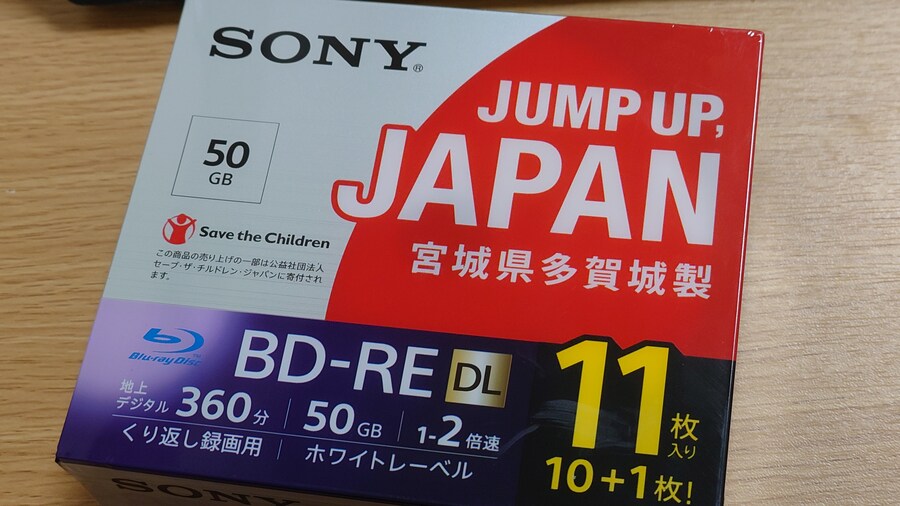 SONY®
JUMP UP,
JAPAN
宮城県多賀城製
50
GB
Save the Children
この商品の売り上げの一部は公益社団法人
セーブ・ザ・チルドレン・ジャパンに寄付され
ます。
Blu-ray Disc™
BD-RE DL
地上
デジタル 360分 50GB 1-2倍速
くり返し録画用 ホワイトレーベル
11枚入り
10+1枚!
SONY